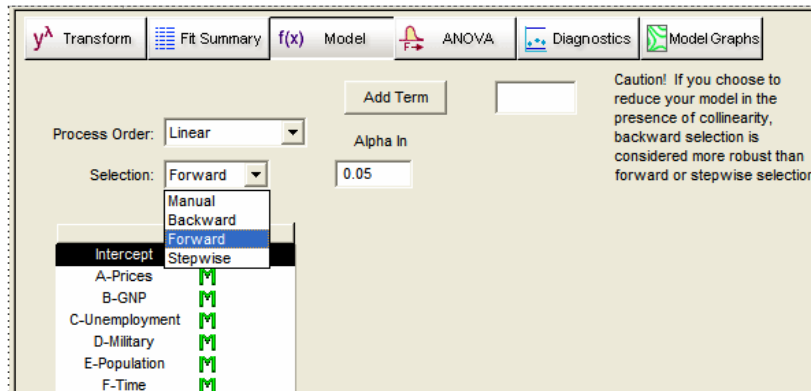 yλ Transform Fit Summary f(x) Model F→ ANOVA Diagnostics Model Graphs
Add Term
Caution! If you choose to
reduce your model in the
presence of collinearity,
backward selection is
considered more robust than
forward or stepwise selection
Process Order: Linear
Alpha In
Selection: Forward 0.05
Manual
Backward
Forward
Stepwise
Intercept
A-Prices M
B-GNP M
C-Unemployment M
D-Military M
E-Population M
F-Time M